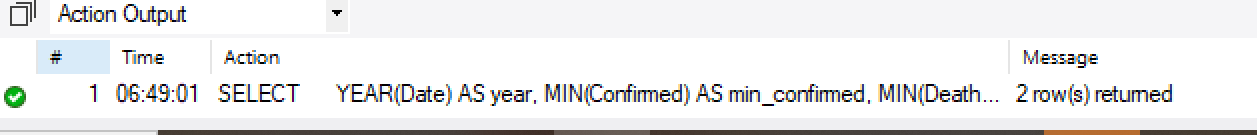 Action Output
# Time Action Message
1 06:49:01 SELECT YEAR(Date) AS year, MIN(Confirmed) AS min_confirmed, MIN(Death... 2 row(s) returned